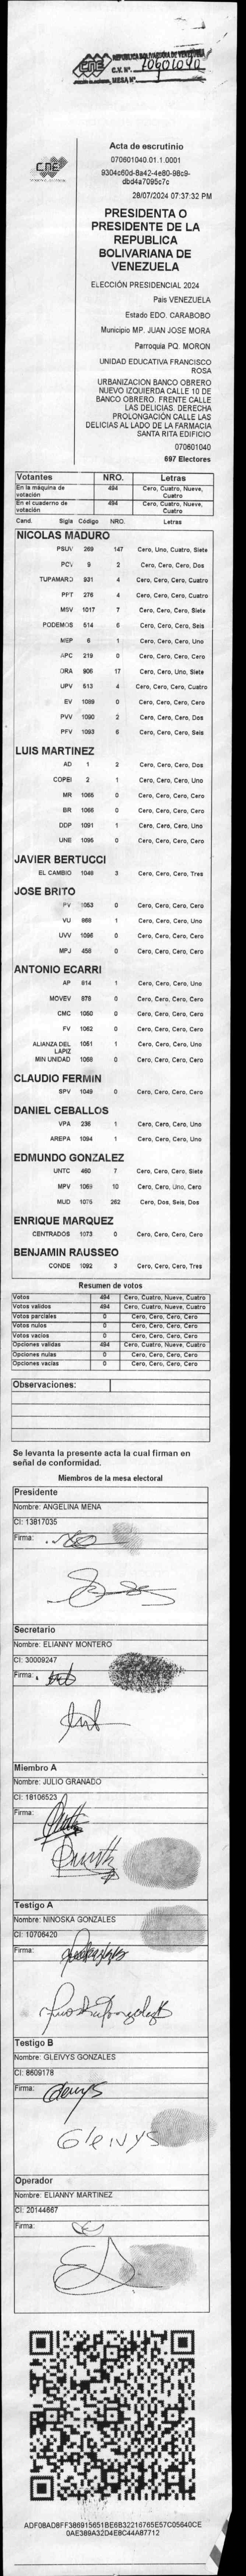 CNE
REPUBLICA BOLIVARIANA DE VENEZUELA
C.V. Nº 70601040
MESA Nº
CNE
Acta de escrutinio
070601040.01.1.0001
9304c60d-8a42-4e80-98c9-
dbd4a7095c7c
28/07/2024 07:37:32 PM
PRESIDENTA O
PRESIDENTE DE LA
REPUBLICA
BOLIVARIANA DE
VENEZUELA
ELECCIÓN PRESIDENCIAL 2024
Pais VENEZUELA
Estado EDO. CARABOBO
Municipio MP. JUAN JOSE MORA
Parroquia PQ. MORON
UNIDAD EDUCATIVA FRANCISCO
ROSA
URBANIZACION BANCO OBRERO
NUEVO IZQUIERDA CALLE 10 DE
BANCO OBRERO. FRENTE CALLE
LAS DELICIAS. DERECHA
PROLONGACIÓN CALLE LAS
DELICIAS AL LADO DE LA FARMACIA
SANTA RITA EDIFICIO
070601040
697 Electores
Votantes NRO. Letras
En la máquina de votación 494 Cero, Cuatro, Nueve, Cuatro
En el cuaderno de votación 494 Cero, Cuatro, Nueve, Cuatro
Cand. Sigla Código NRO. Letras
NICOLAS MADURO
PSUV 269 147 Cero, Uno, Cuatro, Siete
PCV 9 2 Cero, Cero, Cero, Dos
TUPAMARO 931 4 Cero, Cero, Cero, Cuatro
PPT 276 4 Cero, Cero, Cero, Cuatro
MSV 1017 7 Cero, Cero, Cero, Siete
PODEMOS 514 6 Cero, Cero, Cero, Seis
MEP 6 1 Cero, Cero, Cero, Uno
APC 219 0 Cero, Cero, Cero, Cero
ORA 906 17 Cero, Cero, Uno, Siete
UPV 513 4 Cero, Cero, Cero, Cuatro
EV 1089 0 Cero, Cero, Cero, Cero
PVV 1090 2 Cero, Cero, Cero, Dos
PFV 1093 6 Cero, Cero, Cero, Seis
LUIS MARTINEZ
AD 1 2 Cero, Cero, Cero, Dos
COPEI 2 1 Cero, Cero, Cero, Uno
MR 1065 0 Cero, Cero, Cero, Cero
BR 1066 0 Cero, Cero, Cero, Cero
DDP 1091 1 Cero, Cero, Cero, Uno
UNE 1095 0 Cero, Cero, Cero, Cero
JAVIER BERTUCCI
EL CAMBIO 1048 3 Cero, Cero, Cero, Tres
JOSE BRITO
PV 1053 0 Cero, Cero, Cero, Cero
VU 868 1 Cero, Cero, Cero, Uno
UVV 1096 0 Cero, Cero, Cero, Cero
MPJ 458 0 Cero, Cero, Cero, Cero
ANTONIO ECARRI
AP 814 1 Cero, Cero, Cero, Uno
MOVEV 878 0 Cero, Cero, Cero, Cero
CMC 1050 0 Cero, Cero, Cero, Cero
FV 1062 0 Cero, Cero, Cero, Cero
ALIANZA DEL LAPIZ 1051 1 Cero, Cero, Cero, Uno
MIN UNIDAD 1068 0 Cero, Cero, Cero, Cero
CLAUDIO FERMIN
SPV 1049 0 Cero, Cero, Cero, Cero
DANIEL CEBALLOS
VPA 236 1 Cero, Cero, Cero, Uno
AREPA 1094 1 Cero, Cero, Cero, Uno
EDMUNDO GONZALEZ
UNTC 460 7 Cero, Cero, Cero, Siete
MPV 1069 10 Cero, Cero, Uno, Cero
MUD 1075 262 Cero, Dos, Seis, Dos
ENRIQUE MARQUEZ
CENTRADOS 1073 0 Cero, Cero, Cero, Cero
BENJAMIN RAUSSEO
CONDE 1092 3 Cero, Cero, Cero, Tres
Resumen de votos
Votos 494 Cero, Cuatro, Nueve, Cuatro
Votos validos 494 Cero, Cuatro, Nueve, Cuatro
Votos parciales 0 Cero, Cero, Cero, Cero
Votos nulos 0 Cero, Cero, Cero, Cero
Votos vacios 0 Cero, Cero, Cero, Cero
Opciones validas 494 Cero, Cuatro, Nueve, Cuatro
Opciones nulas 0 Cero, Cero, Cero, Cero
Opciones vacias 0 Cero, Cero, Cero, Cero
Observaciones:
Se levanta la presente acta la cual firman en
señal de conformidad.
Miembros de la mesa electoral
Presidente
Nombre: ANGELINA MENA
CI: 13817035
Firma:
Secretario
Nombre: ELIANNY MONTERO
CI: 30009247
Firma:
Miembro A
Nombre: JULIO GRANADO
CI: 18106523
Firma:
Testigo A
Nombre: NINOSKA GONZALES
CI: 10706420
Firma:
Testigo B
Nombre: GLEIVYS GONZALES
CI: 8609178
Firma: Gleivys
Gleivys
Operador
Nombre: ELIANNY MARTINEZ
CI: 20144667
Firma:
ADF08AD8FF386915651BE6B32216765E57C05640CE
0AE389A32D4E8C44A87712